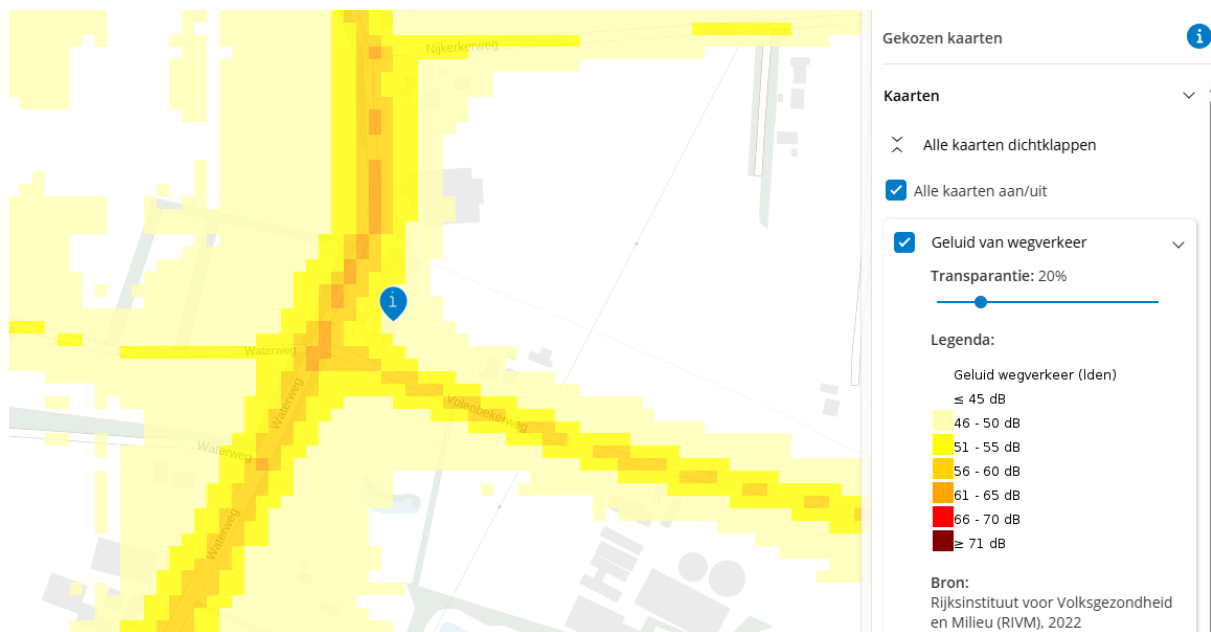 Nijkerkerweg
Waterweg
Waterweg
Volenbekerweg
Waterweg
Waterweg
i
Gekozen kaarten
i
Kaarten
Alle kaarten dichtklappen
Alle kaarten aan/uit
Geluid van wegverkeer
Transparantie: 20%
Legenda:
Geluid wegverkeer (lden)
≤ 45 dB
46 - 50 dB
51 - 55 dB
56 - 60 dB
61 - 65 dB
66 - 70 dB
≥ 71 dB
Bron:
Rijksinstituut voor Volksgezondheid
en Milieu (RIVM), 2022